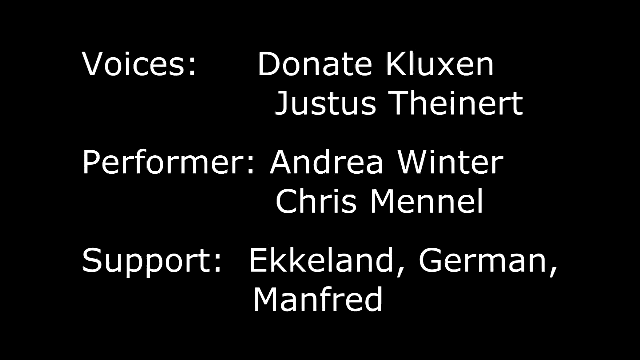 Voices: Donate Kluxen
Justus Theinert
Performer: Andrea Winter
Chris Mennel
Support: Ekkeland, German,
Manfred